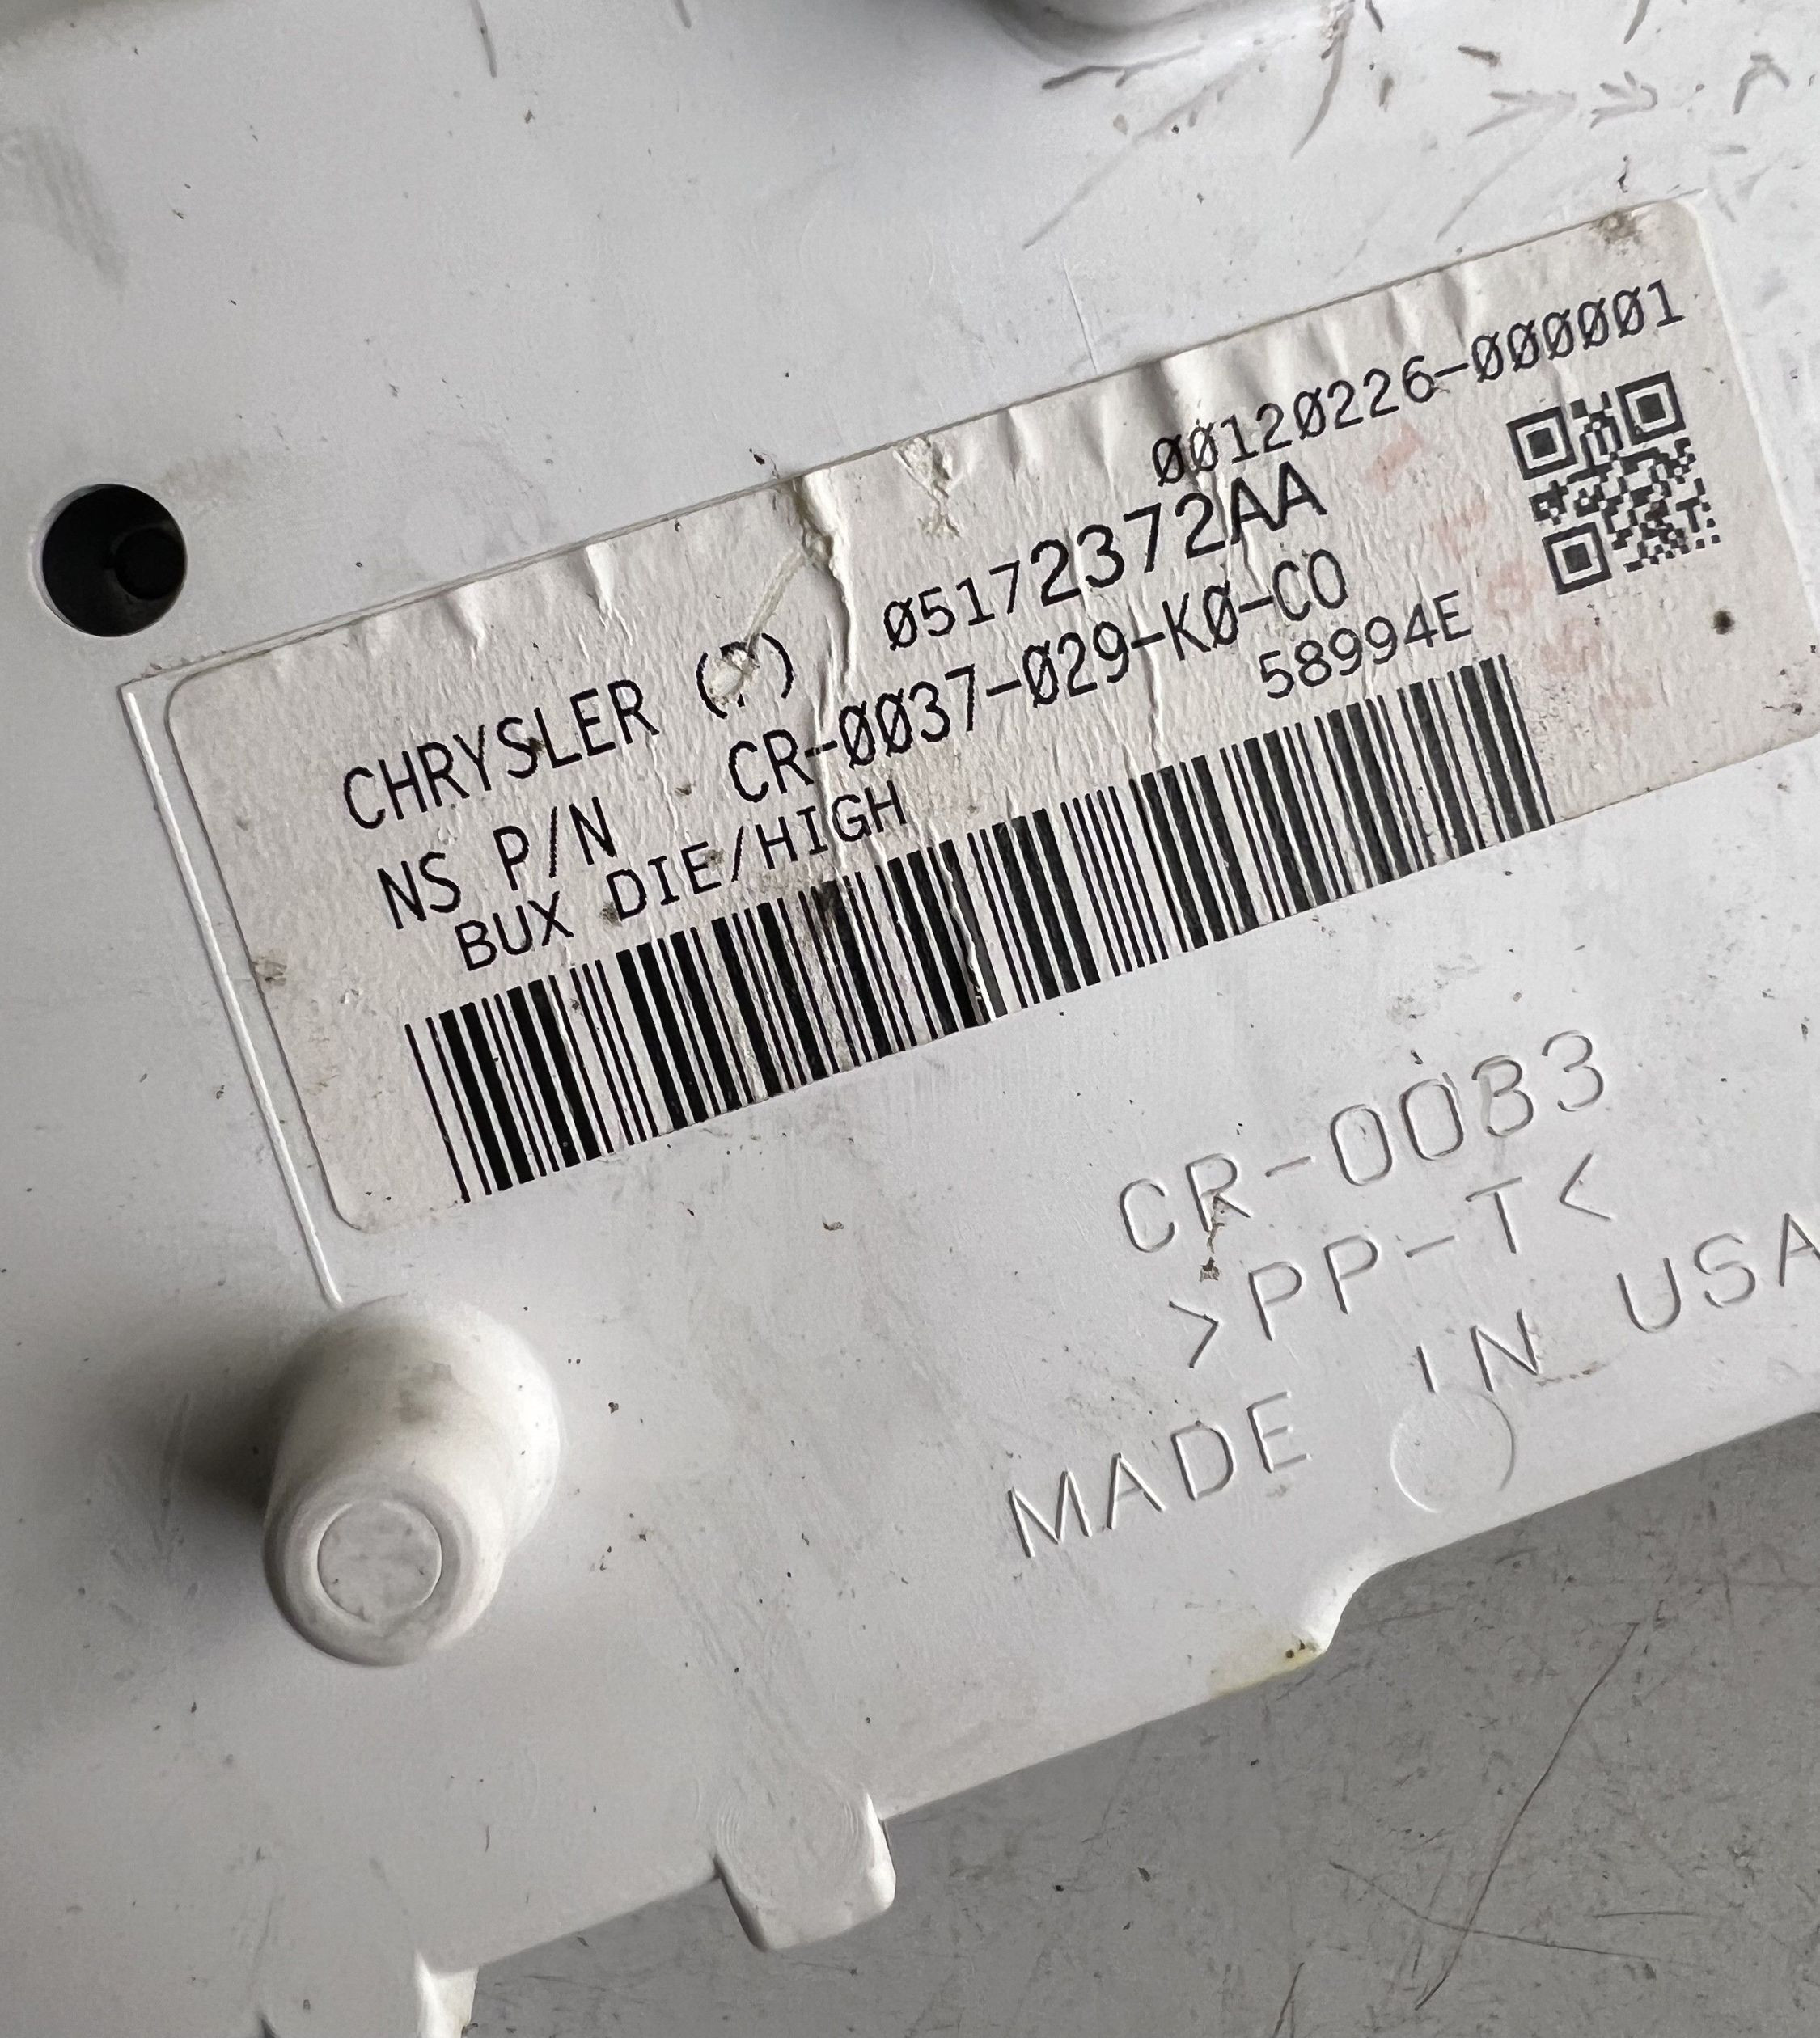 00120226-000001
CHRYSLER (P) 05172372AA
NS P/N CR-0037-029-K0-CO
BUX DIE/HIGH 58994E
CR-0083
>PP-T<
MADE IN USA